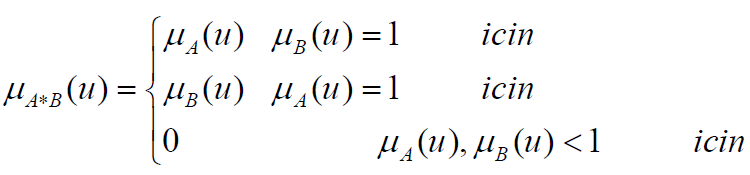 μ_A(u) μ_B(u) = 1 icin
μ_{A*B}(u) = { μ_B(u) μ_A(u) = 1 icin
0 μ_A(u), μ_B(u) < 1 icin